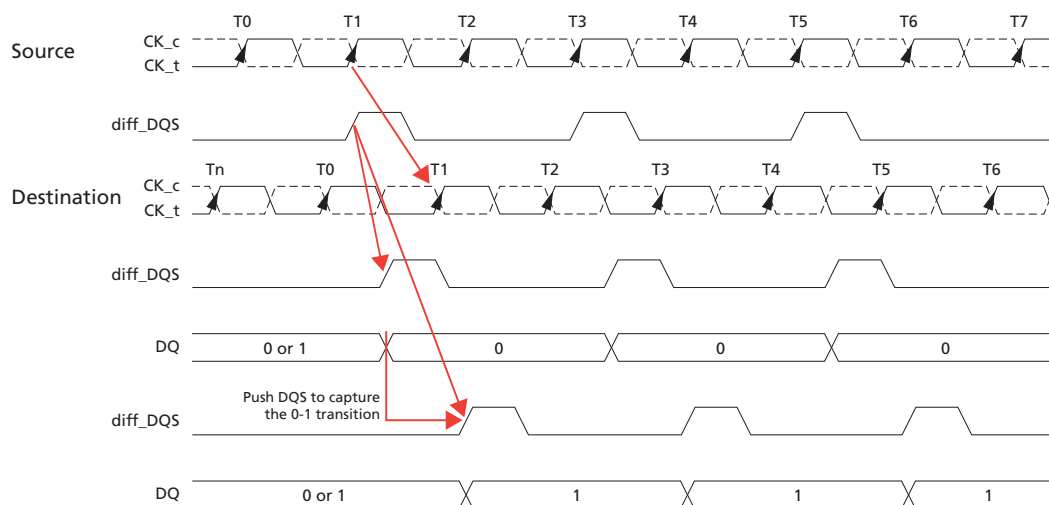 T0 T1 T2 T3 T4 T5 T6 T7
Source
CK_c
CK_t
diff_DQS
Tn T0 T1 T2 T3 T4 T5 T6
Destination
CK_c
CK_t
diff_DQS
DQ 0 or 1 0 0 0
Push DQS to capture
the 0-1 transition
diff_DQS
DQ 0 or 1 1 1 1